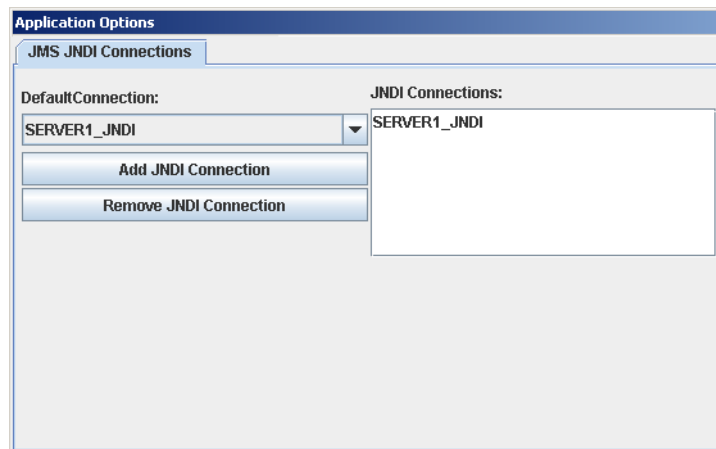 Application Options
JMS JNDI Connections
DefaultConnection:
SERVER1_JNDI
Add JNDI Connection
Remove JNDI Connection
JNDI Connections:
SERVER1_JNDI